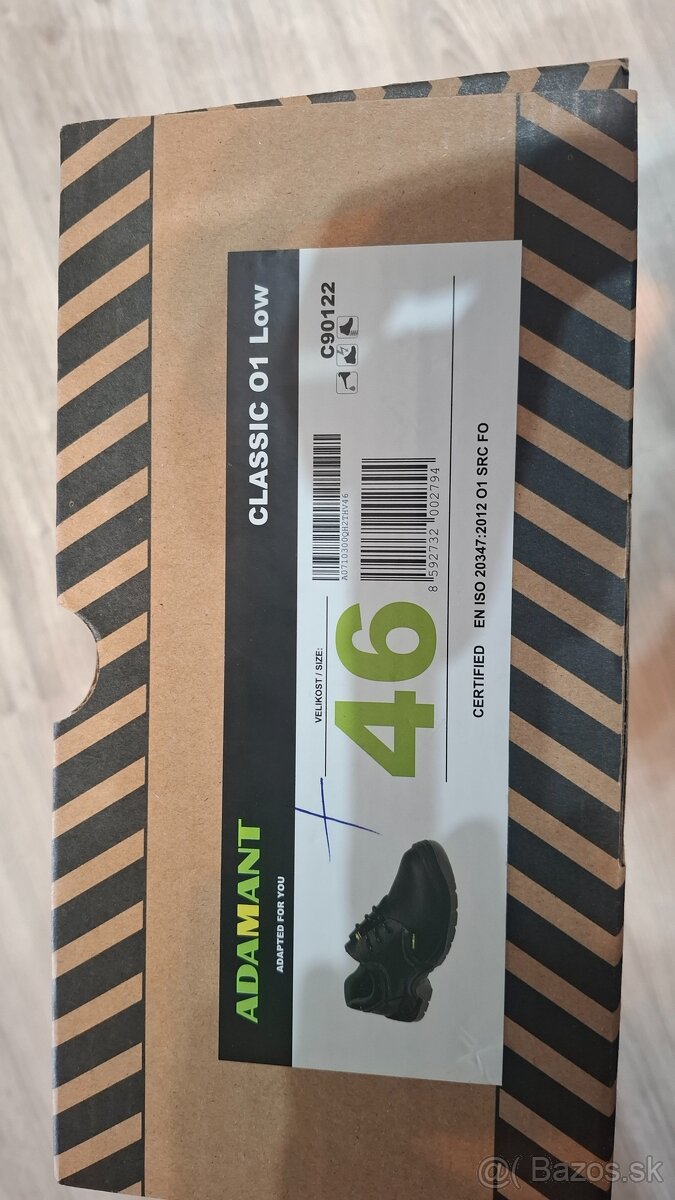 ADAMANT
ADAPTED FOR YOU
CLASSIC O1 Low
VELIKOST / SIZE:
46
A0710300QH2THV46
8 592732 002794
C90122
CERTIFIED EN ISO 20347:2012 O1 SRC FO
@( Bazos.sk